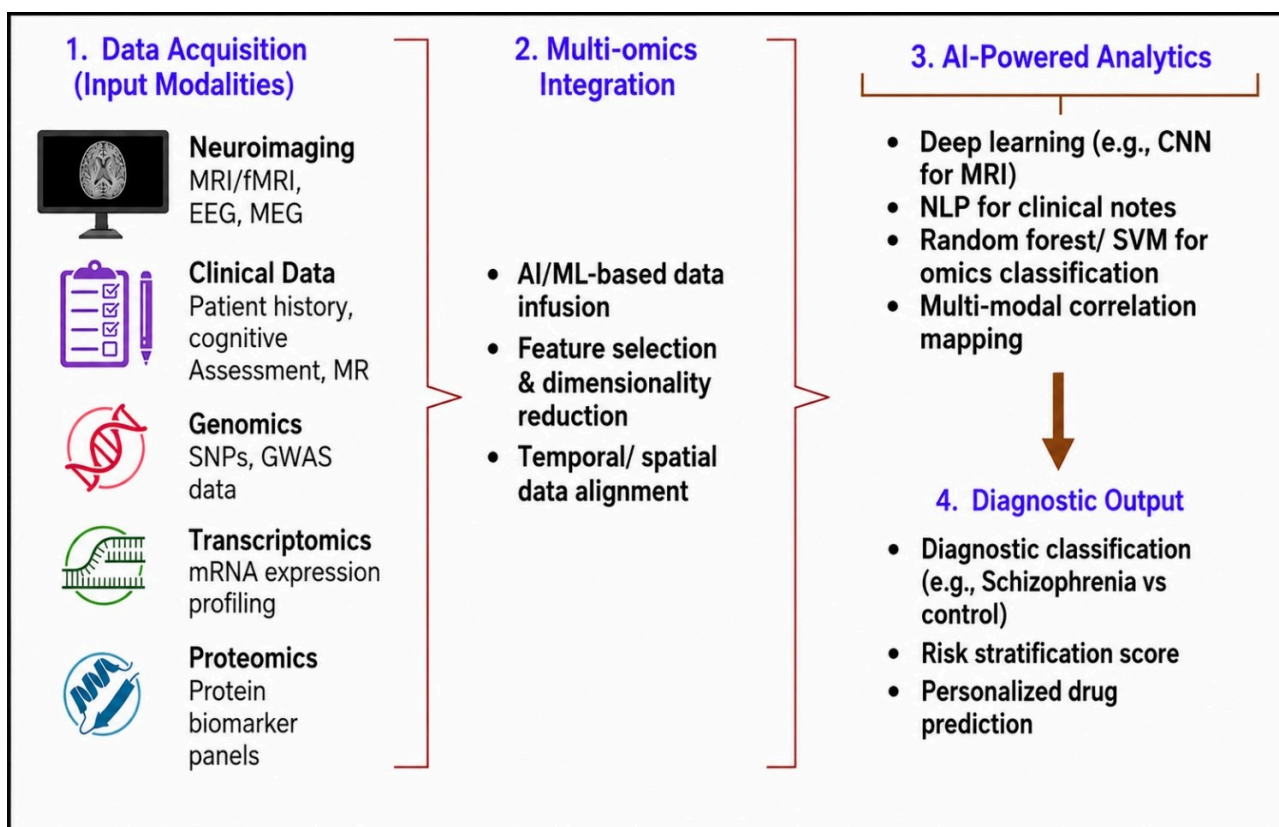 1. Data Acquisition
(Input Modalities)
Neuroimaging
MRI/fMRI,
EEG, MEG
Clinical Data
Patient history,
cognitive
Assessment, MR
Genomics
SNPs, GWAS
data
Transcriptomics
mRNA expression
profiling
Proteomics
Protein
biomarker
panels
2. Multi-omics
Integration
• AI/ML-based data
infusion
• Feature selection
& dimensionality
reduction
• Temporal/ spatial
data alignment
3. AI-Powered Analytics
• Deep learning (e.g., CNN
for MRI)
• NLP for clinical notes
• Random forest/ SVM for
omics classification
• Multi-modal correlation
mapping
4. Diagnostic Output
• Diagnostic classification
(e.g., Schizophrenia vs
control)
• Risk stratification score
• Personalized drug
prediction